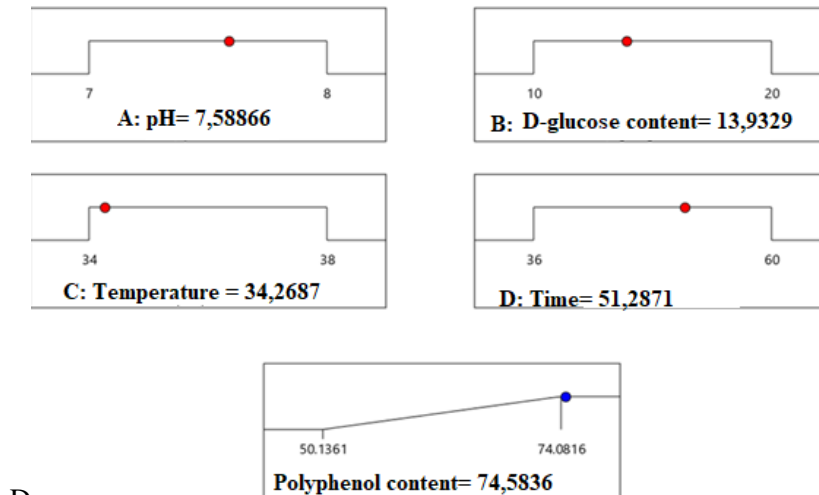 7 8
A: pH= 7,58866
10 20
B: D-glucose content= 13,9329
34 38
C: Temperature = 34,2687
36 60
D: Time= 51,2871
50.1361 74.0816
Polyphenol content= 74,5836